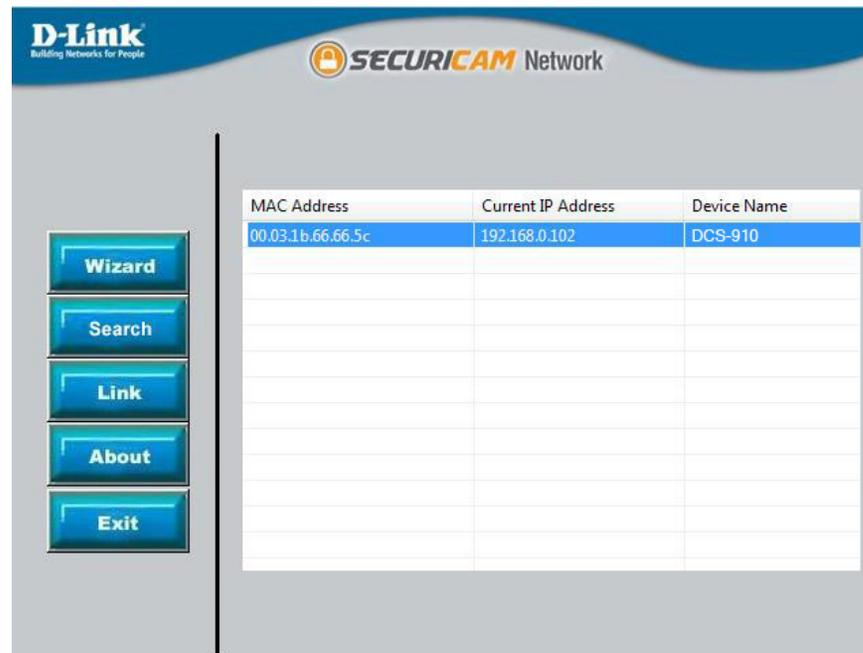 D-Link
Building Networks for People
SECURICAM Network
MAC Address Current IP Address Device Name
00.03.1b.66.66.5c 192.168.0.102 DCS-910
Wizard
Search
Link
About
Exit